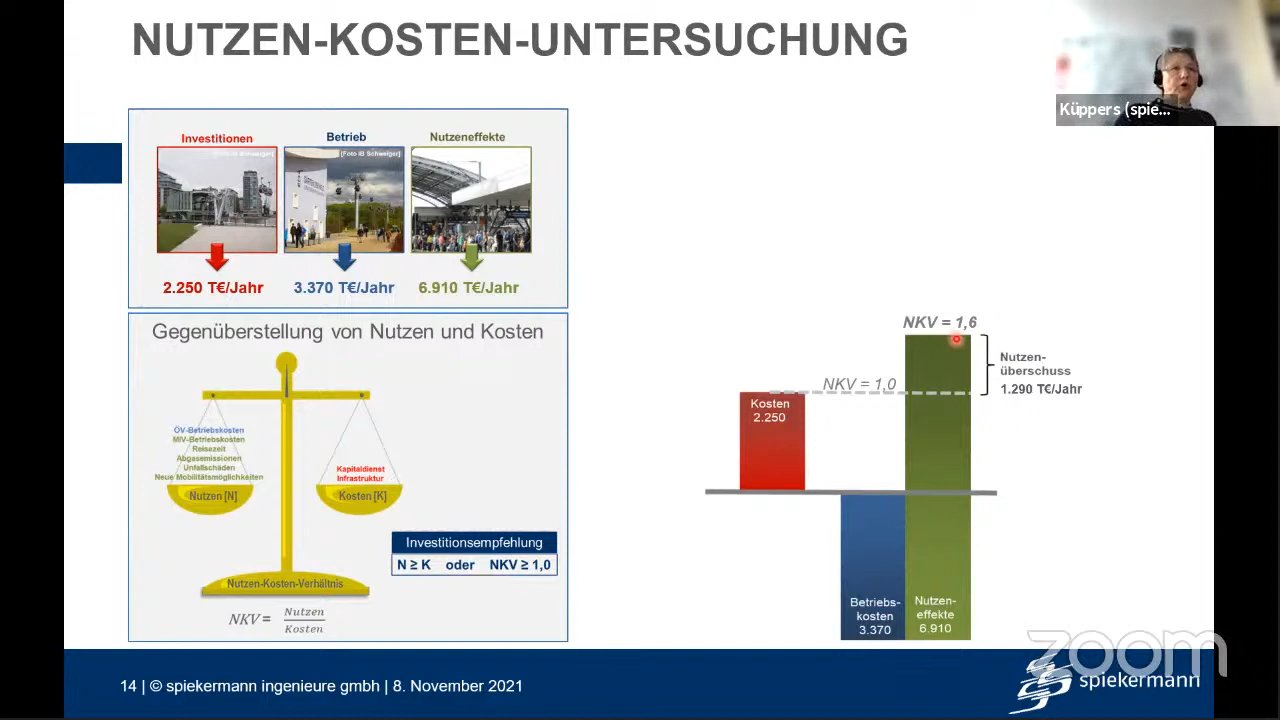 NUTZEN-KOSTEN-UNTERSUCHUNG
Küppers (spie...
Investitionen
Betrieb
Nutzeneffekte
[Foto /B Schweiger]
2.250 T€/Jahr
3.370 T€/Jahr
6.910 T€/Jahr
Gegenüberstellung von Nutzen und Kosten
ÖV-Betriebskosten
MIV-Betriebskosten
Reisezeit
Abgasemissionen
Unfallschäden
Neue Mobilitätsmöglichkeiten
Nutzen [N]
Kapitaldienst
Infrastruktur
Kosten [K]
Investitionsempfehlung
N ≥ K oder NKV ≥ 1,0
Nutzen-Kosten-Verhältnis
NKV = Nutzen
Kosten
NKV = 1,6
NKV = 1,0
Nutzen-
überschuss
1.290 T€/Jahr
Kosten
2.250
Betriebs-
kosten
3.370
Nutzen-
effekte
6.910
14 | © spiekermann ingenieure gmbh | 8. November 2021
zoom
spiekermann